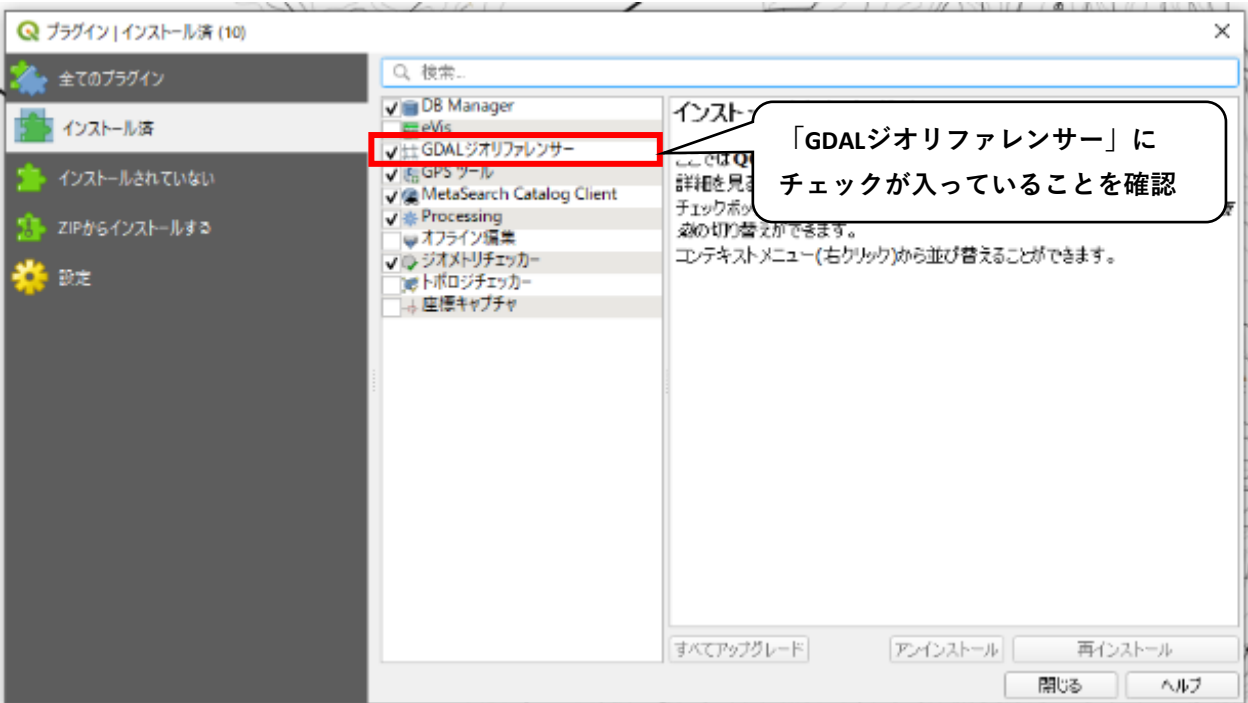 プラグイン | インストール済 (10)
全てのプラグイン
インストール済
インストールされていない
ZIPからインストールする
設定
検索...
DB Manager
eVis
GDALジオリファレンサー
GPS ツール
MetaSearch Catalog Client
Processing
オフライン編集
ジオメトリチェッカー
トポロジチェッカー
座標キャプチャ
インスト
「GDALジオリファレンサー」に
チェックが入っていることを確認
ここではQ
詳細を見
チェックボッ
効の切り替えができます。
コンテキストメニュー(右クリック)から並び替えることができます。
すべてアップグレード
アンインストール
再インストール
閉じる
ヘルプ